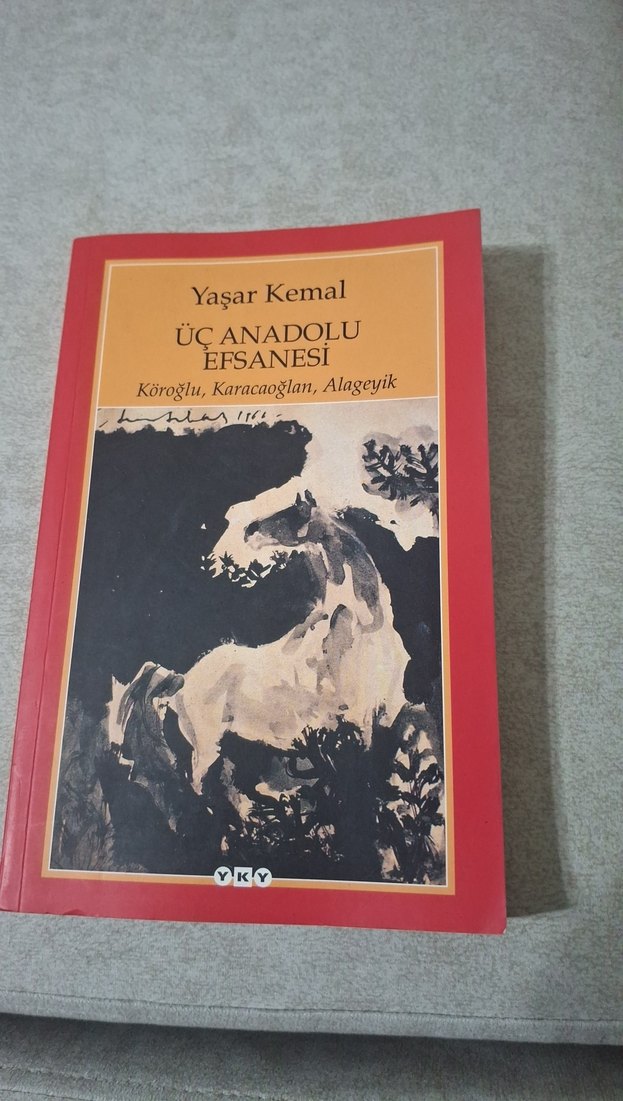 Yaşar Kemal
ÜÇ ANADOLU
EFSANESİ
Köroğlu, Karacaoğlan, Alageyik
YKY